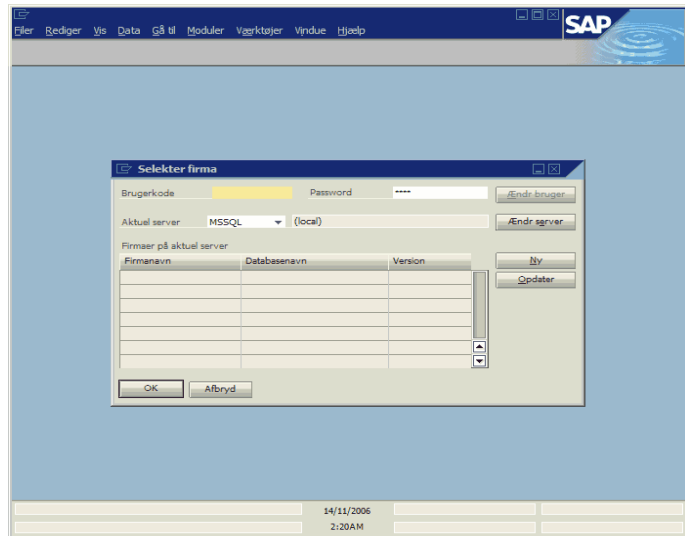 SAP
Filer Rediger Vis Data Gå til Moduler Værktøjer Vindue Hjælp
Selekter firma
Brugerkode Password **** Ændr bruger
Aktuel server MSSQL (local) Ændr server
Firmaer på aktuel server
Firmanavn Databasenavn Version Ny
Opdater
OK Afbryd
14/11/2006
2:20AM